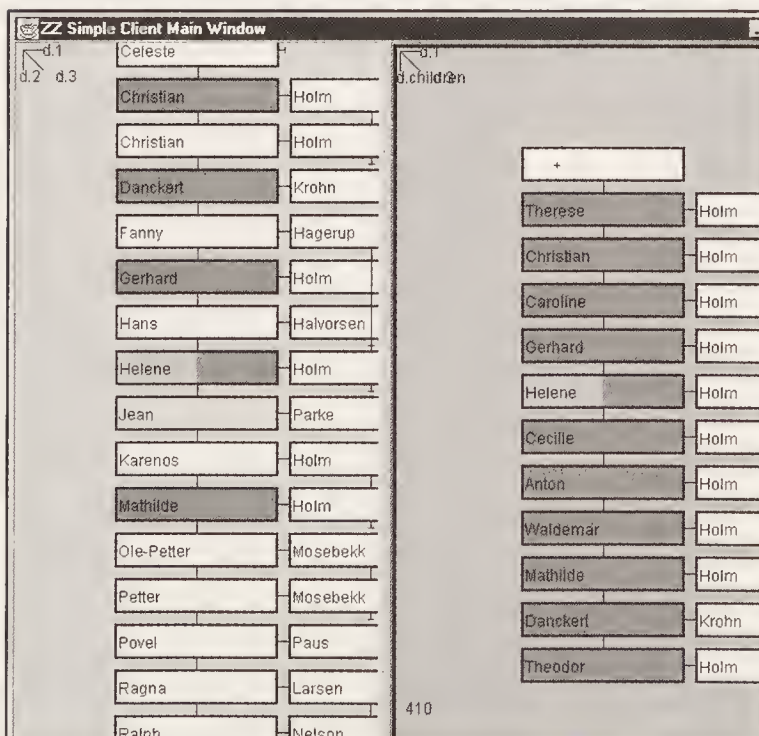 ZZ Simple Client Main Window
d.1
d.2 d.3
Celeste
Christian Holm
Christian Holm
Danckert Krohn
Fanny Hagerup
Gerhard Holm
Hans Halvorsen
Helene Holm
Jean Parke
Karenos Holm
Mathilde Holm
Ole-Petter Mosebekk
Petter Mosebekk
Povel Paus
Ragna Larsen
Ralph Nelson
d.1
d.children d.3
+
Therese Holm
Christian Holm
Caroline Holm
Gerhard Holm
Helene Holm
Cecille Holm
Anton Holm
Waldemar Holm
Mathilde Holm
Danckert Krohn
Theodor Holm
410